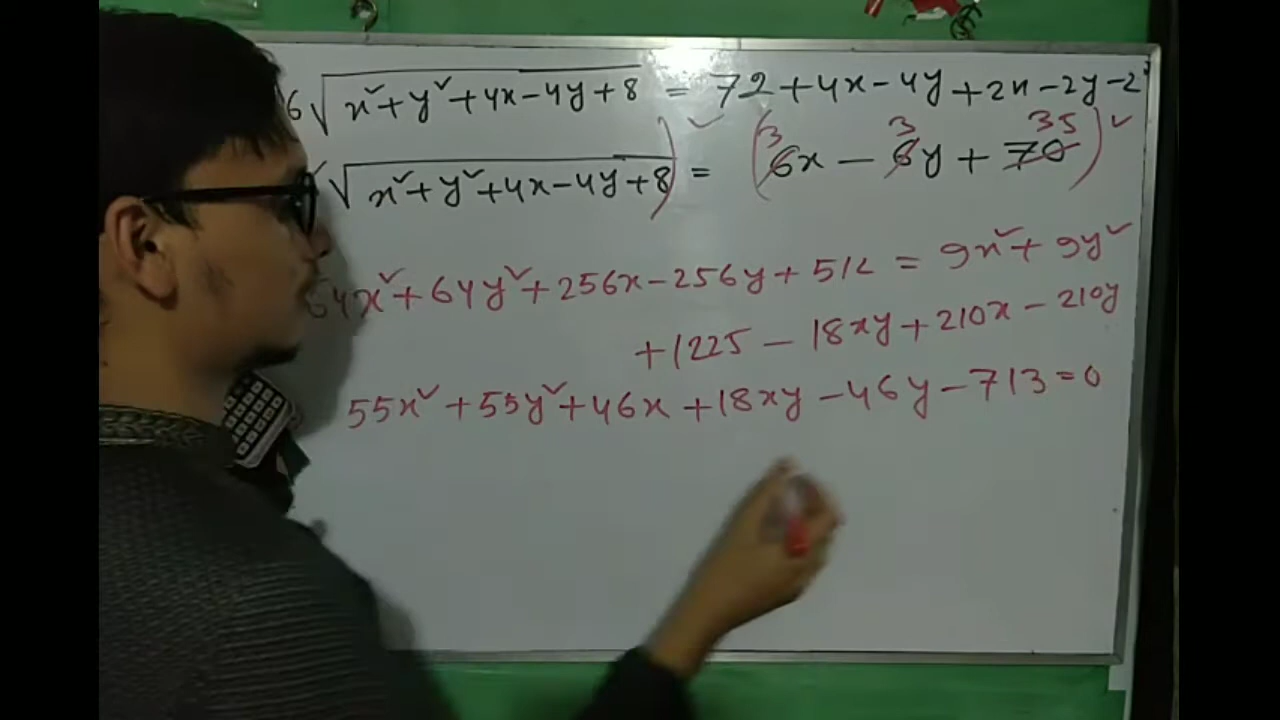 6√x²+y²+4x-4y+8 = 72+4x-4y+2x-2y-2
√x²+y²+4x-4y+8)² = (6x - 6y + 70)²
3 3 35
64x²+64y²+256x-256y+512 = 9x²+9y²
+1225 - 18xy+210x-210y
55x²+55y²+46x+18xy-46y-713=0